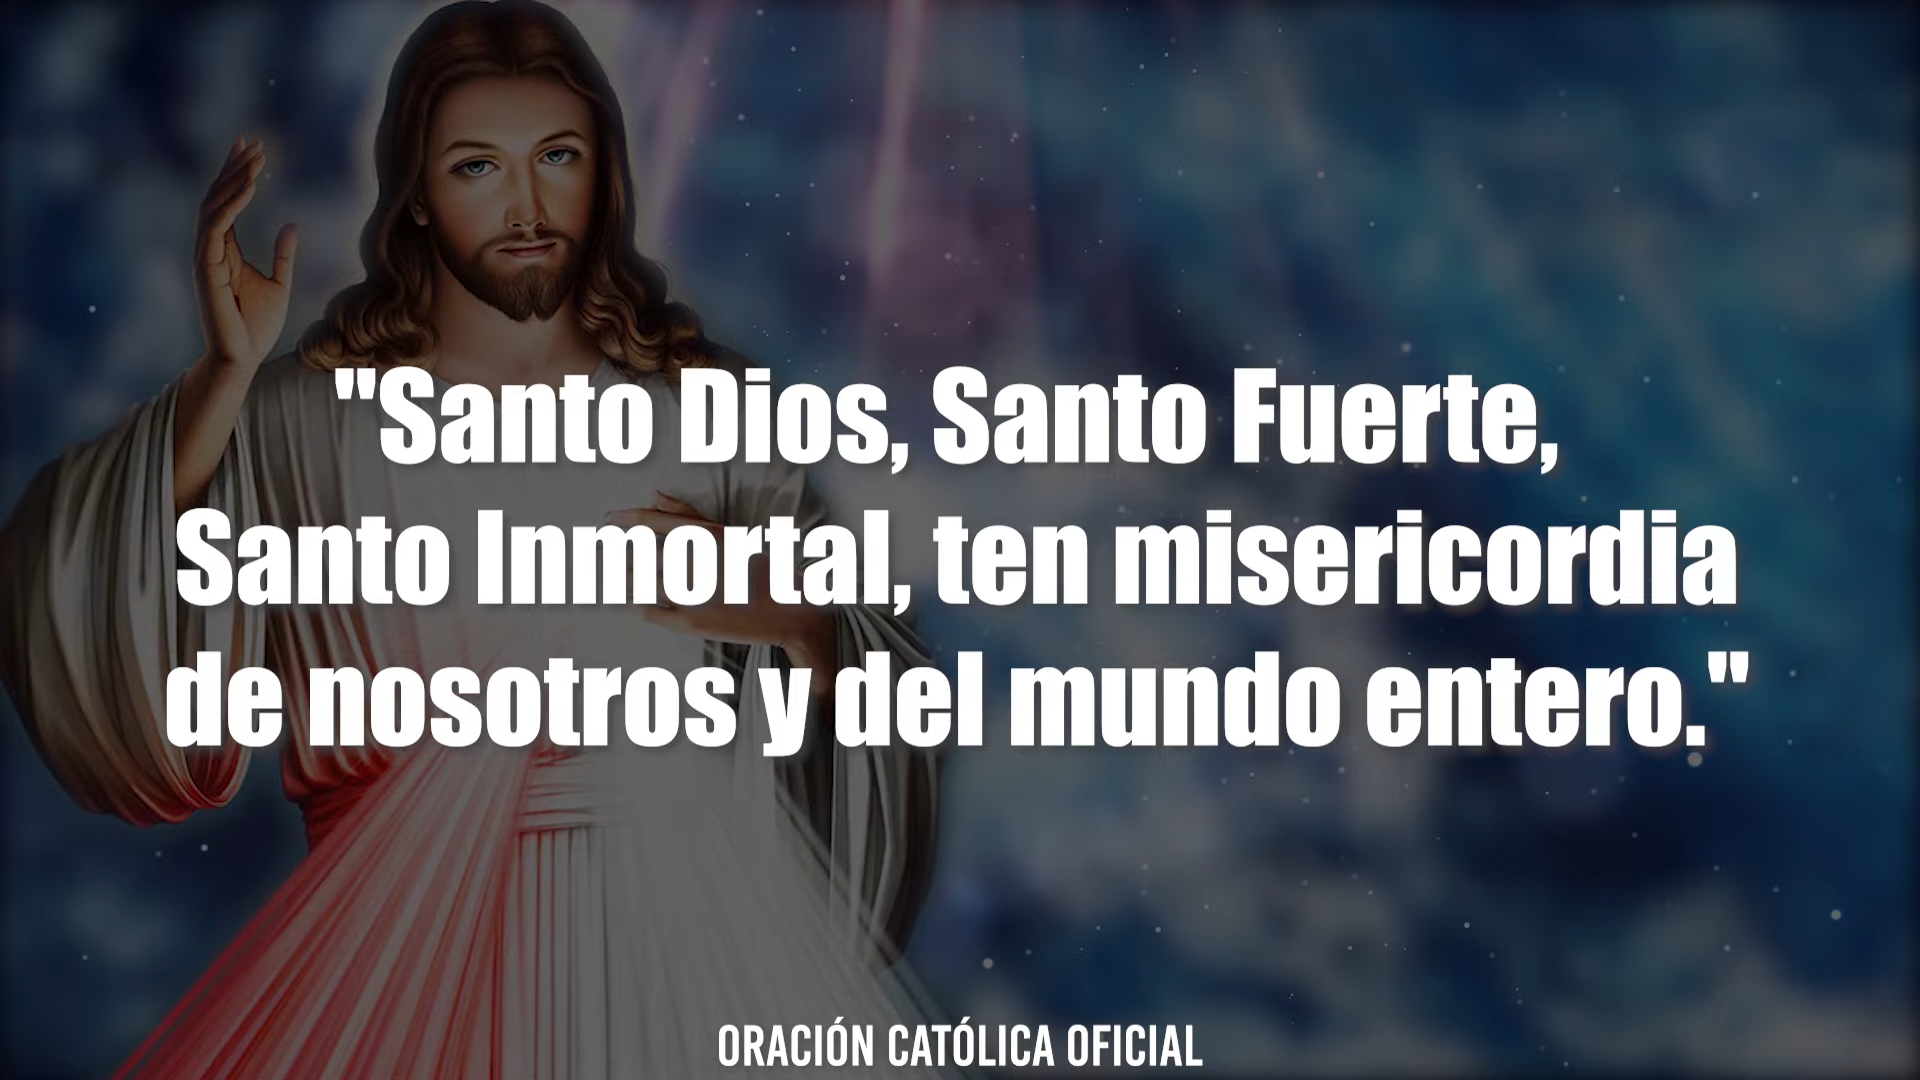 "Santo Dios, Santo Fuerte,
Santo Inmortal, ten misericordia
de nosotros y del mundo entero."
ORACIÓN CATÓLICA OFICIAL